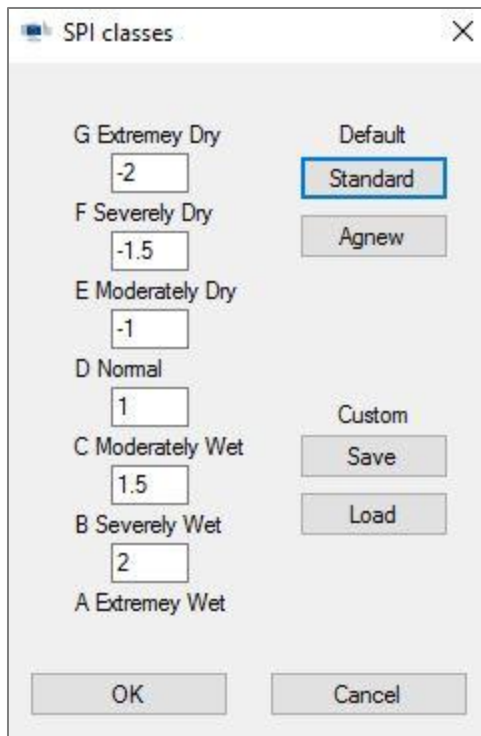 SPI classes
G Extremey Dry
-2
F Severely Dry
-1.5
E Moderately Dry
-1
D Normal
1
C Moderately Wet
1.5
B Severely Wet
2
A Extremey Wet
Default
Standard
Agnew
Custom
Save
Load
OK
Cancel